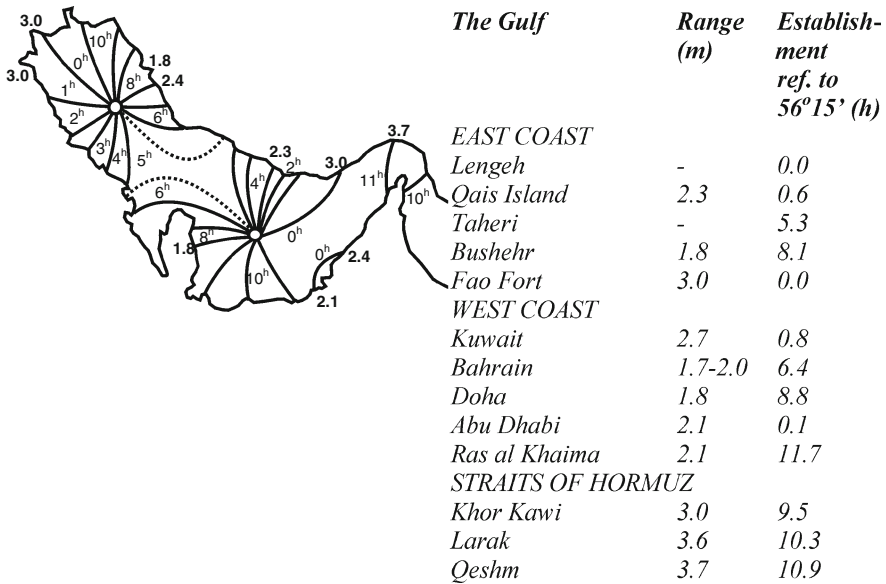 The Gulf Range Establish-
(m) ment
ref. to
56º15’ (h)
EAST COAST
Lengeh - 0.0
Qais Island 2.3 0.6
Taheri - 5.3
Bushehr 1.8 8.1
Fao Fort 3.0 0.0
WEST COAST
Kuwait 2.7 0.8
Bahrain 1.7-2.0 6.4
Doha 1.8 8.8
Abu Dhabi 2.1 0.1
Ras al Khaima 2.1 11.7
STRAITS OF HORMUZ
Khor Kawi 3.0 9.5
Larak 3.6 10.3
Qeshm 3.7 10.9
3.0
10h
0h
1.8
3.0
8h
2.4
1h
6h
2h
3h
4h
5h
3.7
2.3
2h
3.0
4h
11h
10h
6h
8h
0h
1.8
0h
2.4
10h
2.1